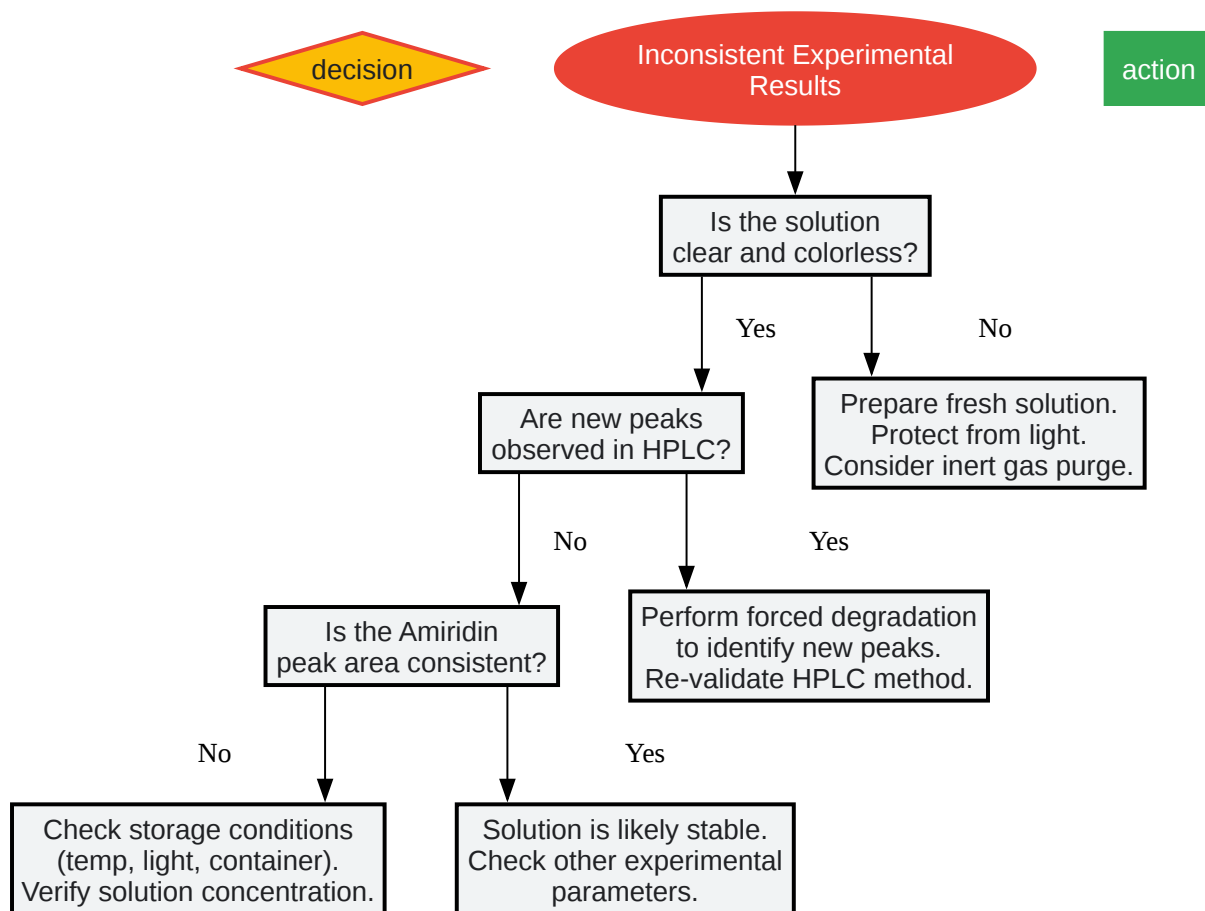 decision
Inconsistent Experimental
Results
action
Is the solution
clear and colorless?
Yes
No
Are new peaks
observed in HPLC?
Prepare fresh solution.
Protect from light.
Consider inert gas purge.
No
Yes
Is the Amiridin
peak area consistent?
Perform forced degradation
to identify new peaks.
Re-validate HPLC method.
No
Yes
Check storage conditions
(temp, light, container).
Verify solution concentration.
Solution is likely stable.
Check other experimental
parameters.